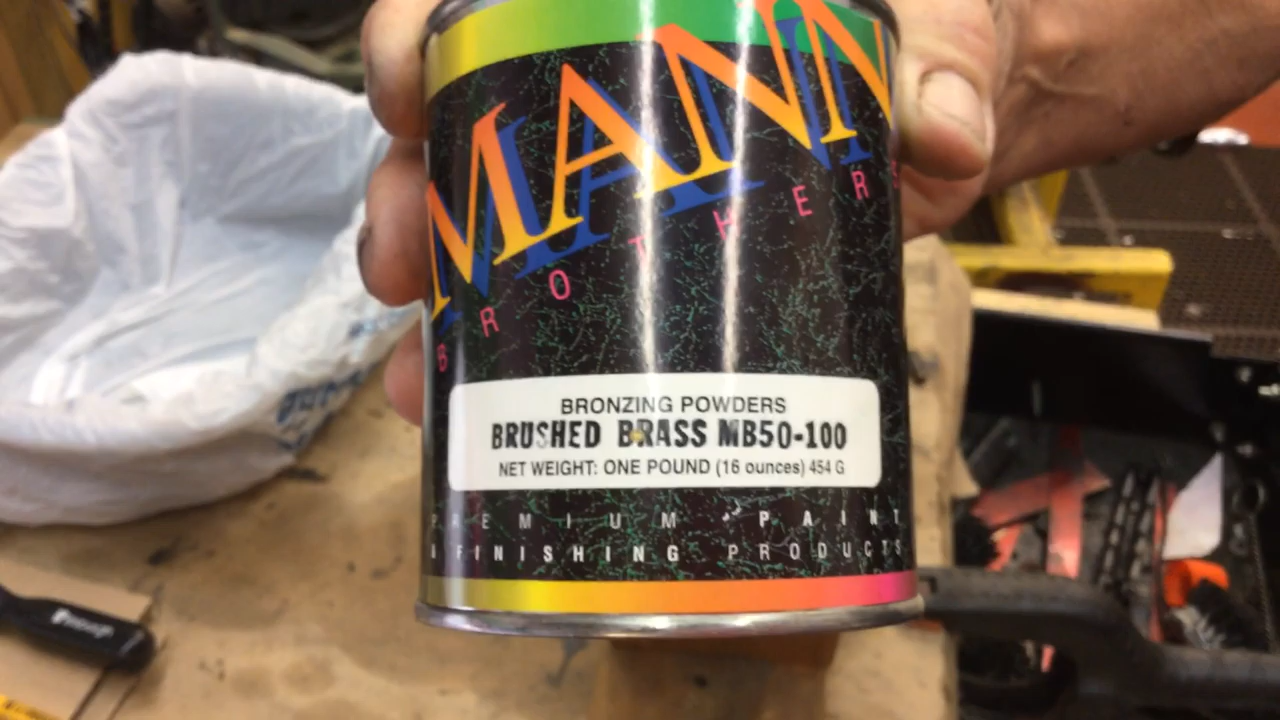 MANN
BROTHERS
BRONZING POWDERS
BRUSHED BRASS MB50-100
NET WEIGHT: ONE POUND (16 ounces) 454 G
PREMIUM PAINT
& FINISHING PRODUCTS